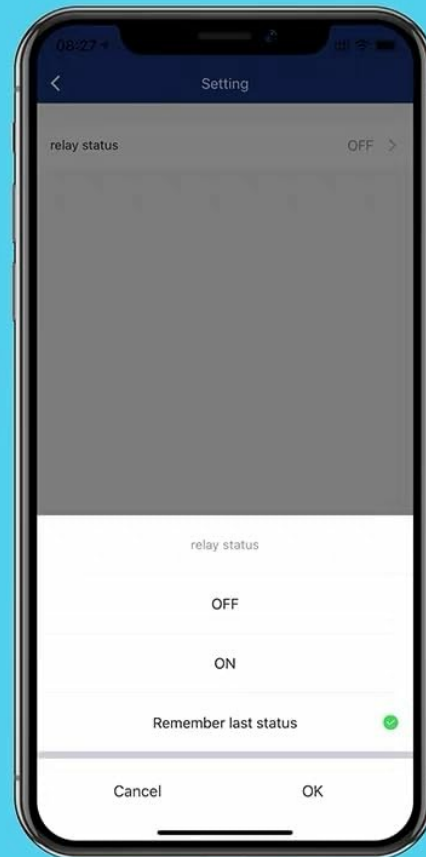 08:27
Setting
relay status OFF
relay status
OFF
ON
Remember last status
Cancel OK